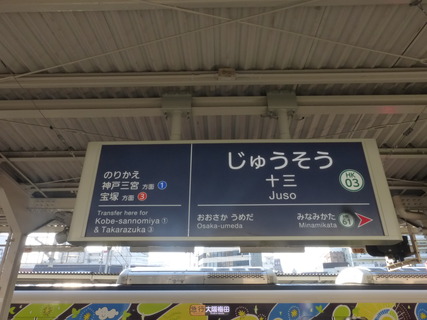 のりかえ
神戸三宮 方面 1
宝塚 方面 3
Transfer here for
Kobe-sannomiya 1
& Takarazuka 3
じゅうそう
十三
Juso
HK
03
おおさか うめだ
Osaka-umeda
みなみかた
Minamikata
HK
61
大阪梅田